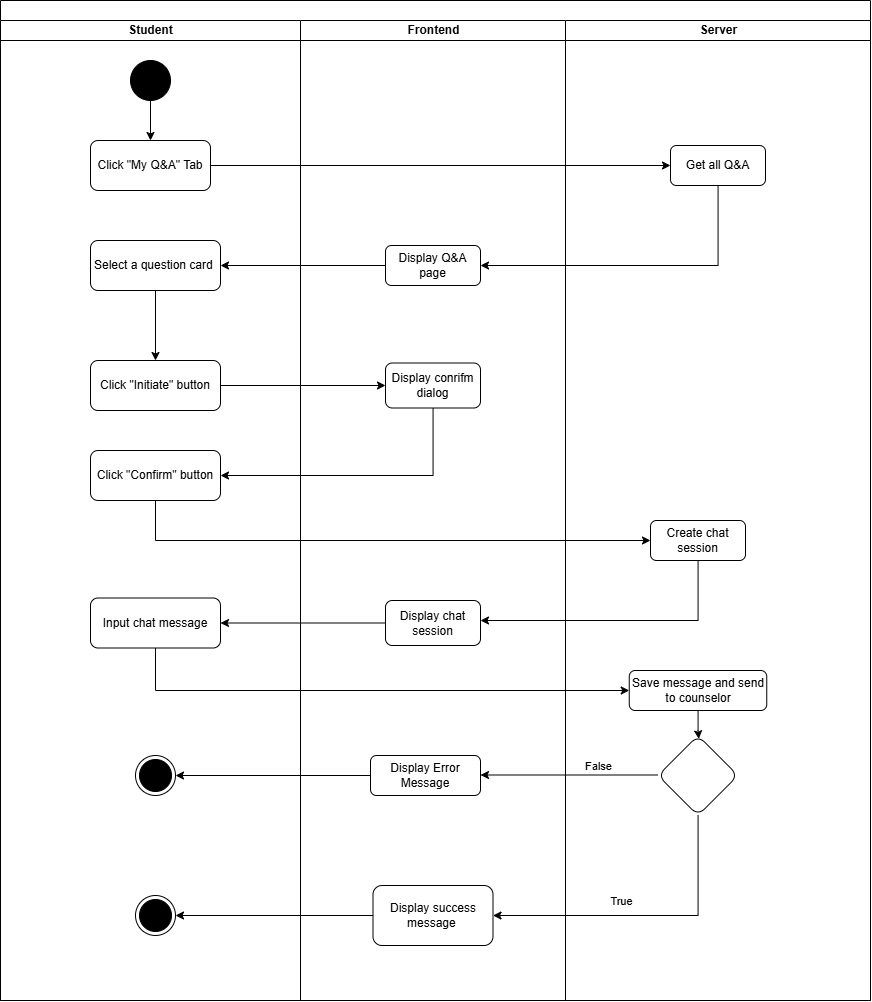 Student
Frontend
Server
Click "My Q&A" Tab
Get all Q&A
Select a question card
Display Q&A
page
Click "Initiate" button
Display conrifm
dialog
Click "Confirm" button
Create chat
session
Input chat message
Display chat
session
Save message and send
to counselor
Display Error
Message
False
Display success
message
True